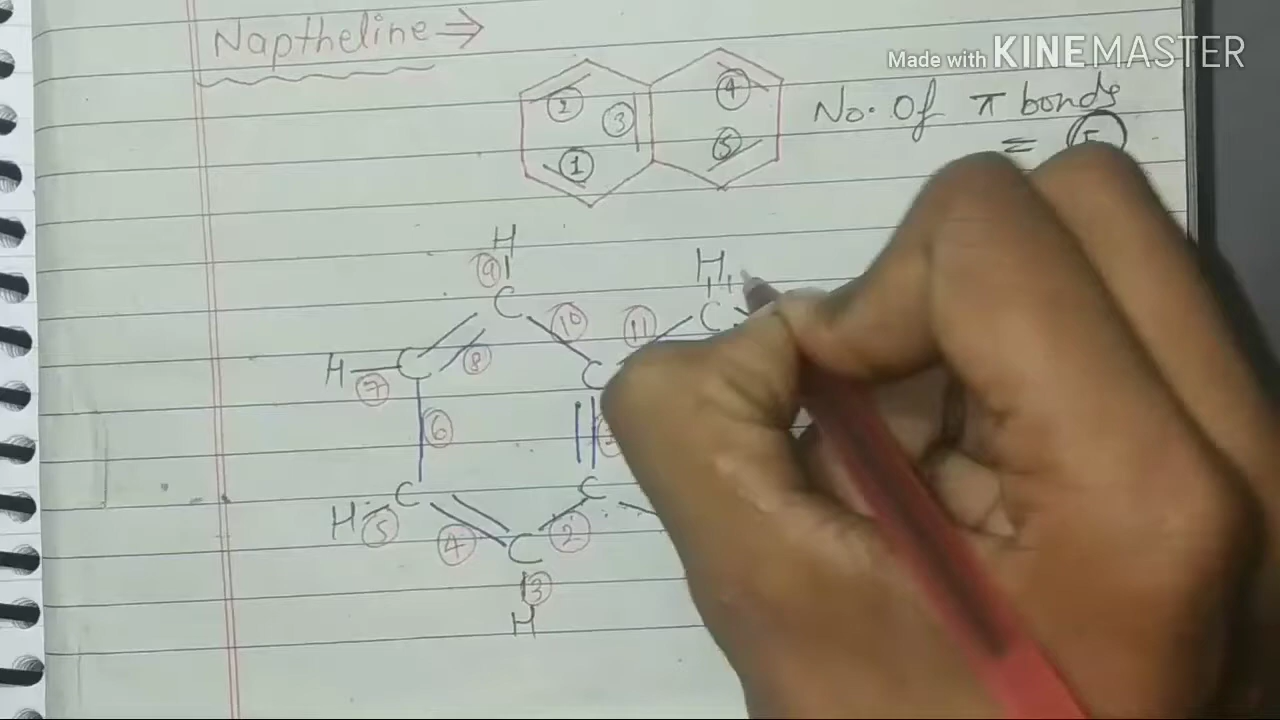 Naptheline →
Made with KINEMASTER
② ③ ④
① ⑤
No. Of π bonds
= 5
H H
⑨
C ⑩ ⑪ C
H C ⑧ C
⑦
⑥
H C C
⑤ ④ C ②
③
H